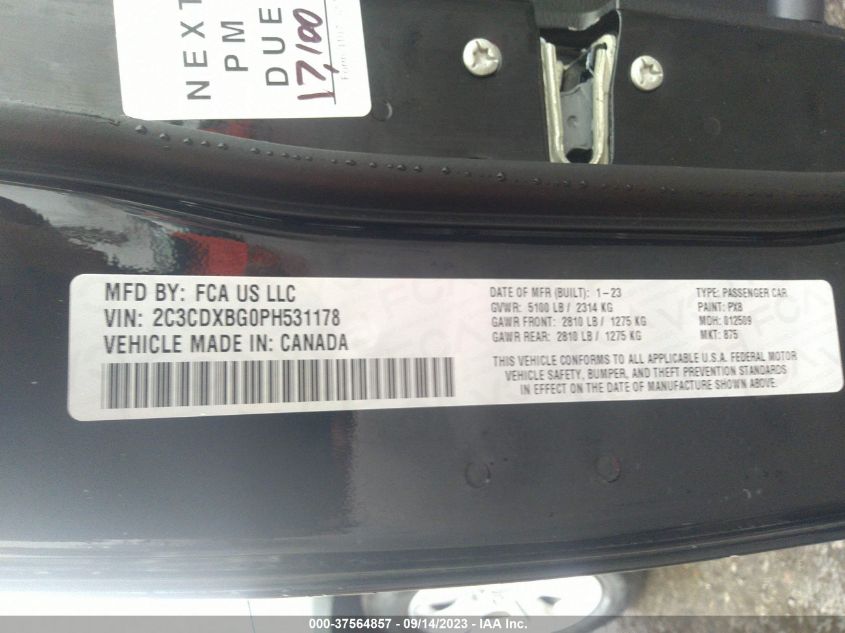 NEXT
PM
DUE
17,100
MFD BY: FCA US LLC
VIN: 2C3CDXBG0PH531178
VEHICLE MADE IN: CANADA
DATE OF MFR (BUILT): 1-23
GVWR: 5100 LB / 2314 KG
GAWR FRONT: 2810 LB / 1275 KG
GAWR REAR: 2810 LB / 1275 KG
TYPE: PASSENGER CAR
PAINT: PX8
MDH: 012509
MKT: 875
THIS VEHICLE CONFORMS TO ALL APPLICABLE U.S.A. FEDERAL MOTOR
VEHICLE SAFETY, BUMPER, AND THEFT PREVENTION STANDARDS
IN EFFECT ON THE DATE OF MANUFACTURE SHOWN ABOVE.
000-37564857 - 09/14/2023 - IAA Inc.